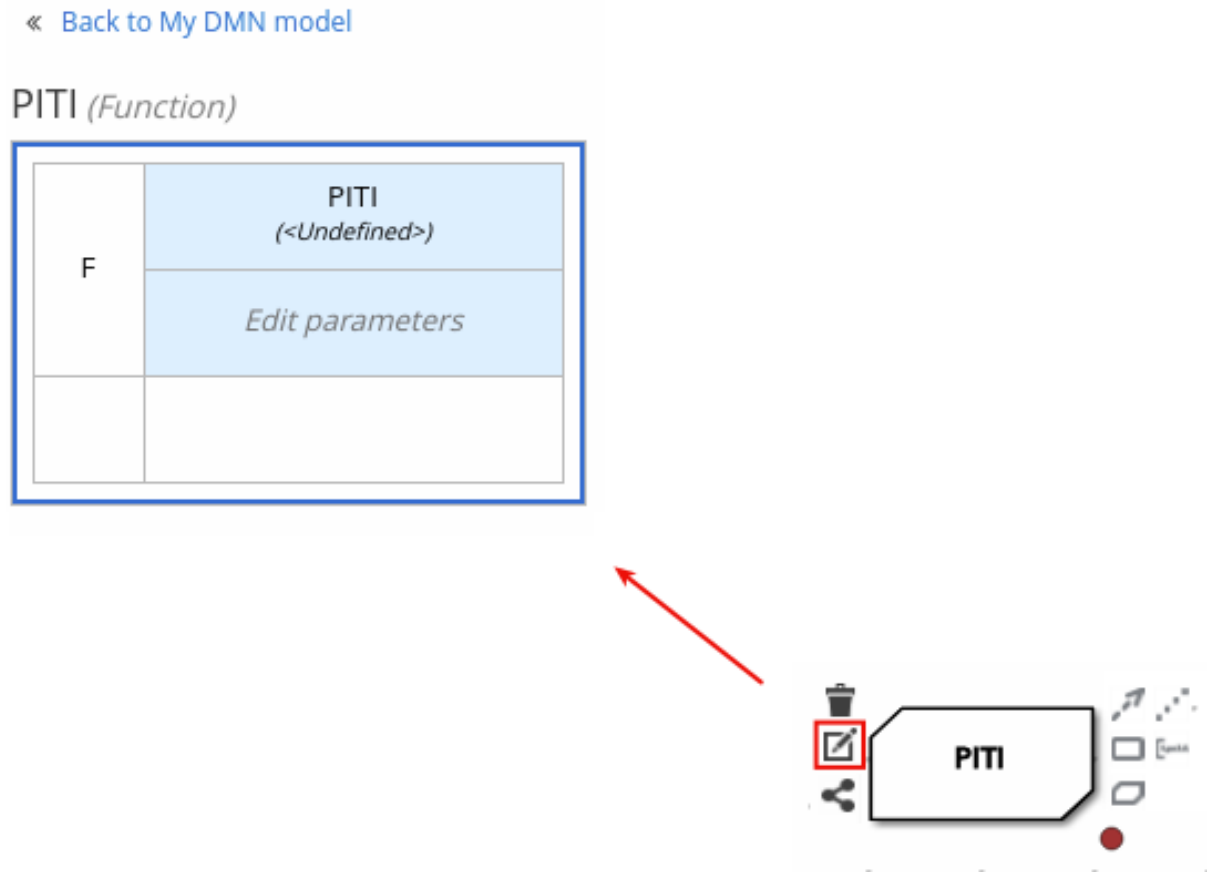 « Back to My DMN model
PITI (Function)
PITI
(<Undefined>)
F
Edit parameters
PITI